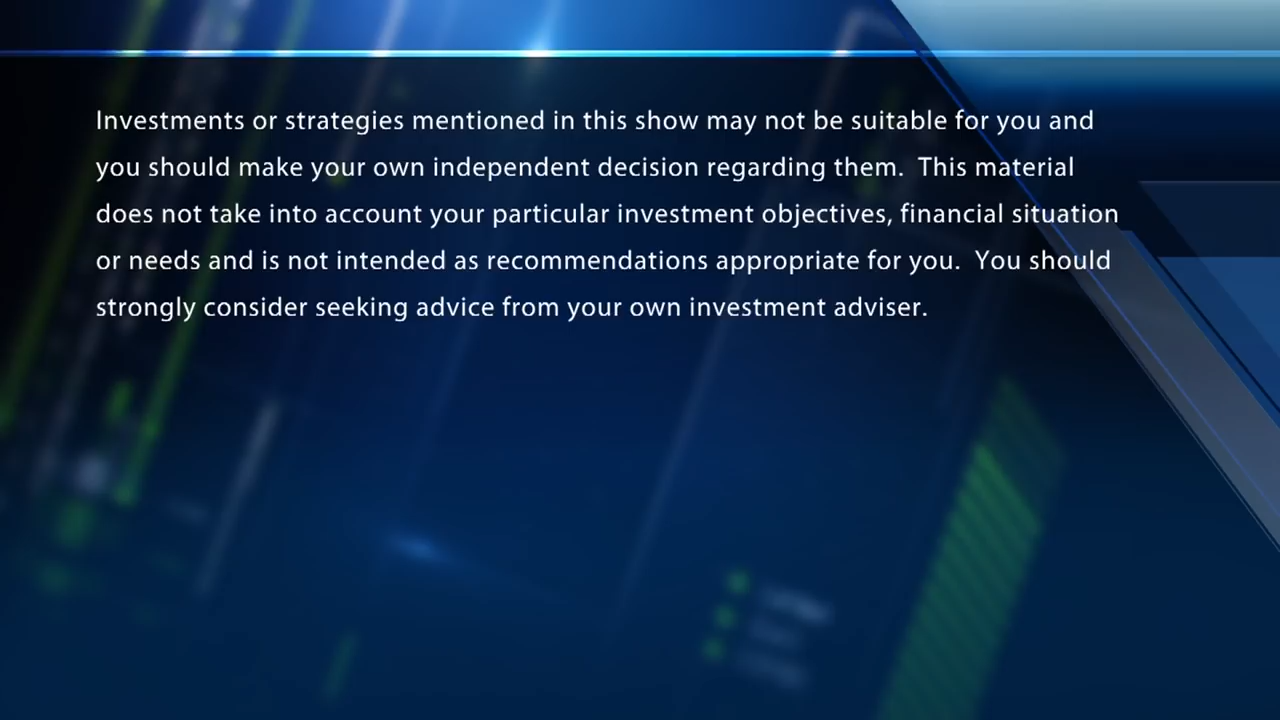 Investments or strategies mentioned in this show may not be suitable for you and
you should make your own independent decision regarding them.  This material
does not take into account your particular investment objectives, financial situation
or needs and is not intended as recommendations appropriate for you.  You should
strongly consider seeking advice from your own investment adviser.